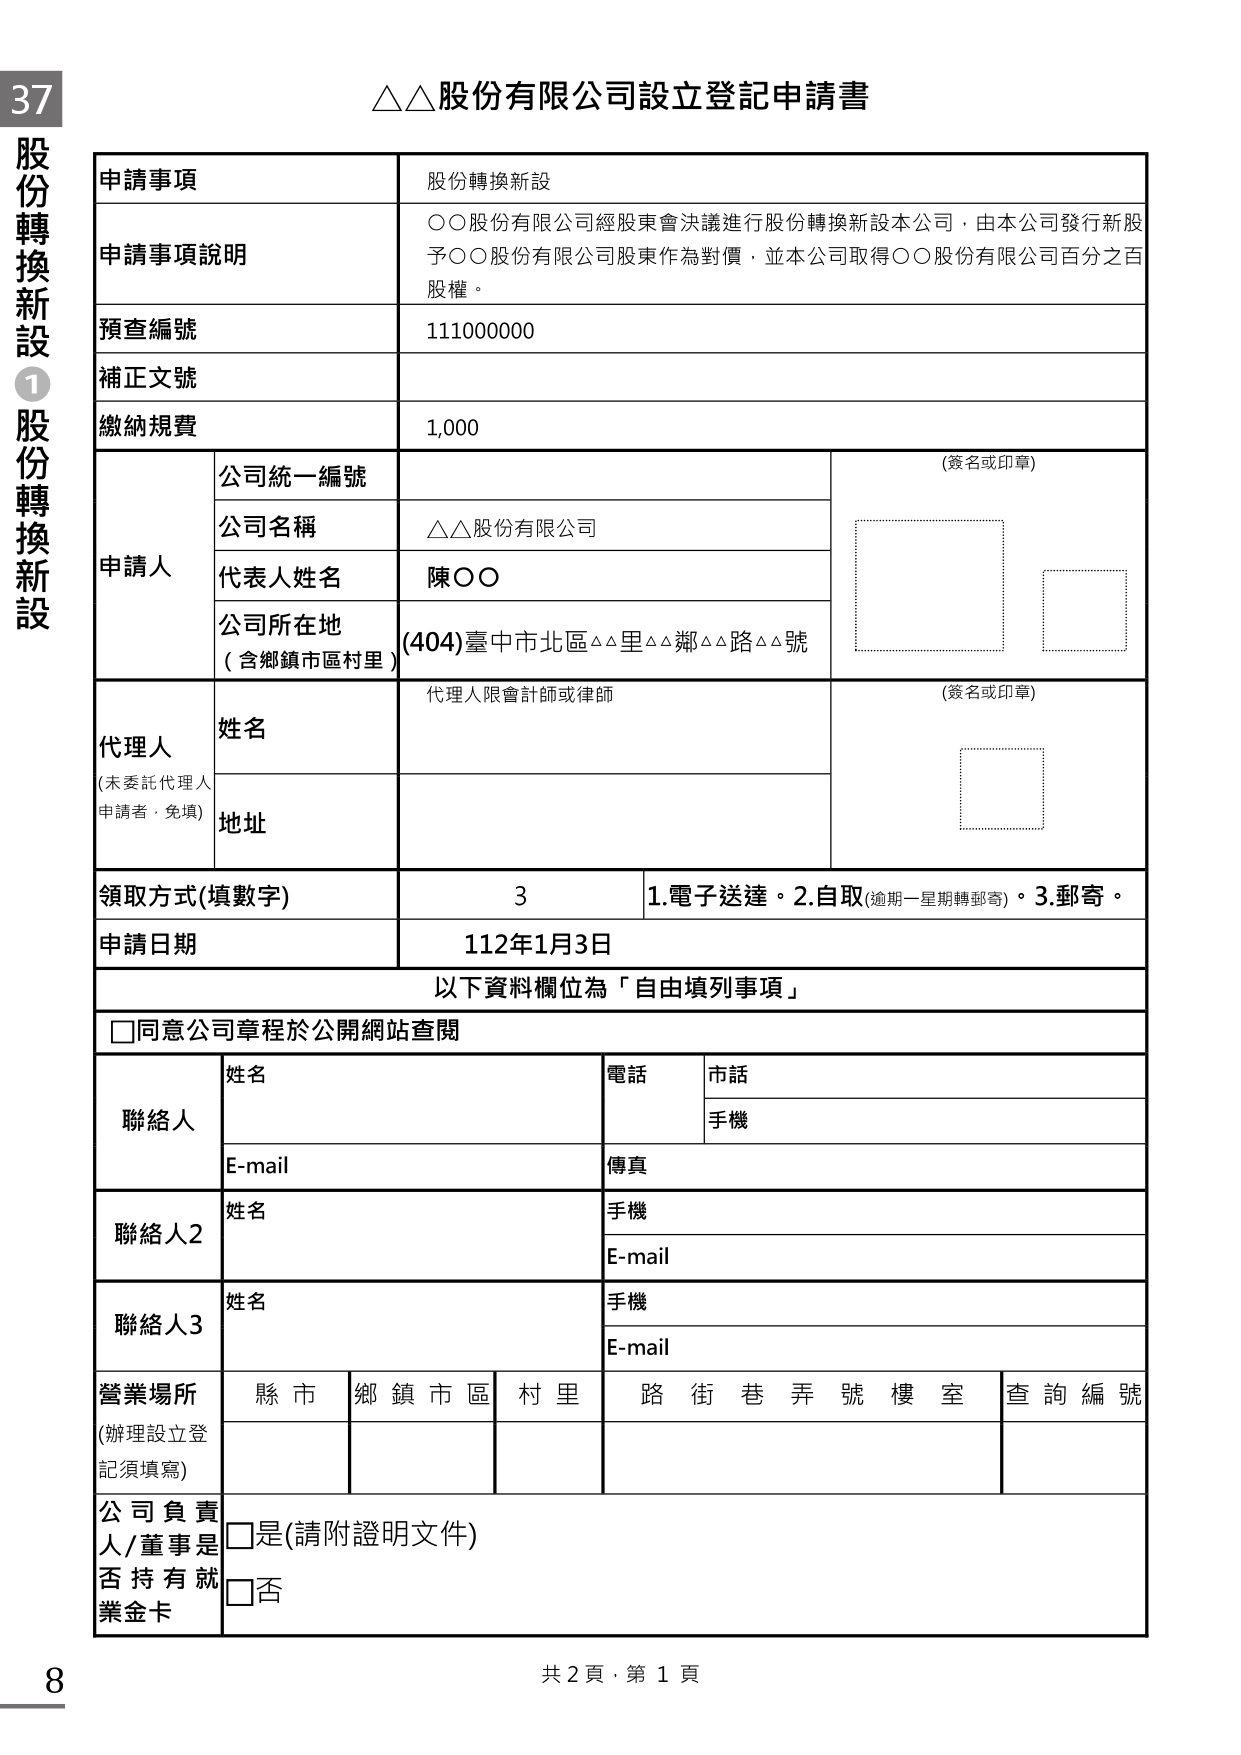 37
股份轉換新設❶股份轉換新設
△△股份有限公司設立登記申請書
申請事項
股份轉換新設
申請事項說明
○○股份有限公司經股東會決議進行股份轉換新設本公司，由本公司發行新股
予○○股份有限公司股東作為對價，並本公司取得○○股份有限公司百分之百
股權。
預查編號
111000000
補正文號
繳納規費
1,000
申請人
公司統一編號
公司名稱
△△股份有限公司
代表人姓名
陳○○
公司所在地
(含鄉鎮市區村里)
(404)臺中市北區△△里△△鄰△△路△△號
(簽名或印章)
代理人
(未委託代理人
申請者，免填)
姓名
代理人限會計師或律師
地址
(簽名或印章)
領取方式(填數字)
3
1.電子送達。2.自取(逾期一星期轉郵寄)。3.郵寄。
申請日期
112年1月3日
以下資料欄位為「自由填列事項」
□同意公司章程於公開網站查閱
聯絡人
姓名
電話
市話
手機
E-mail
傳真
聯絡人2
姓名
手機
E-mail
聯絡人3
姓名
手機
E-mail
營業場所
(辦理設立登
記須填寫)
縣 市
鄉 鎮 市 區
村 里
路 街 巷 弄 號 樓 室
查 詢 編 號
公司負責
人/董事是
否持有就
業金卡
□是(請附證明文件)
□否
共2頁，第 1 頁
8